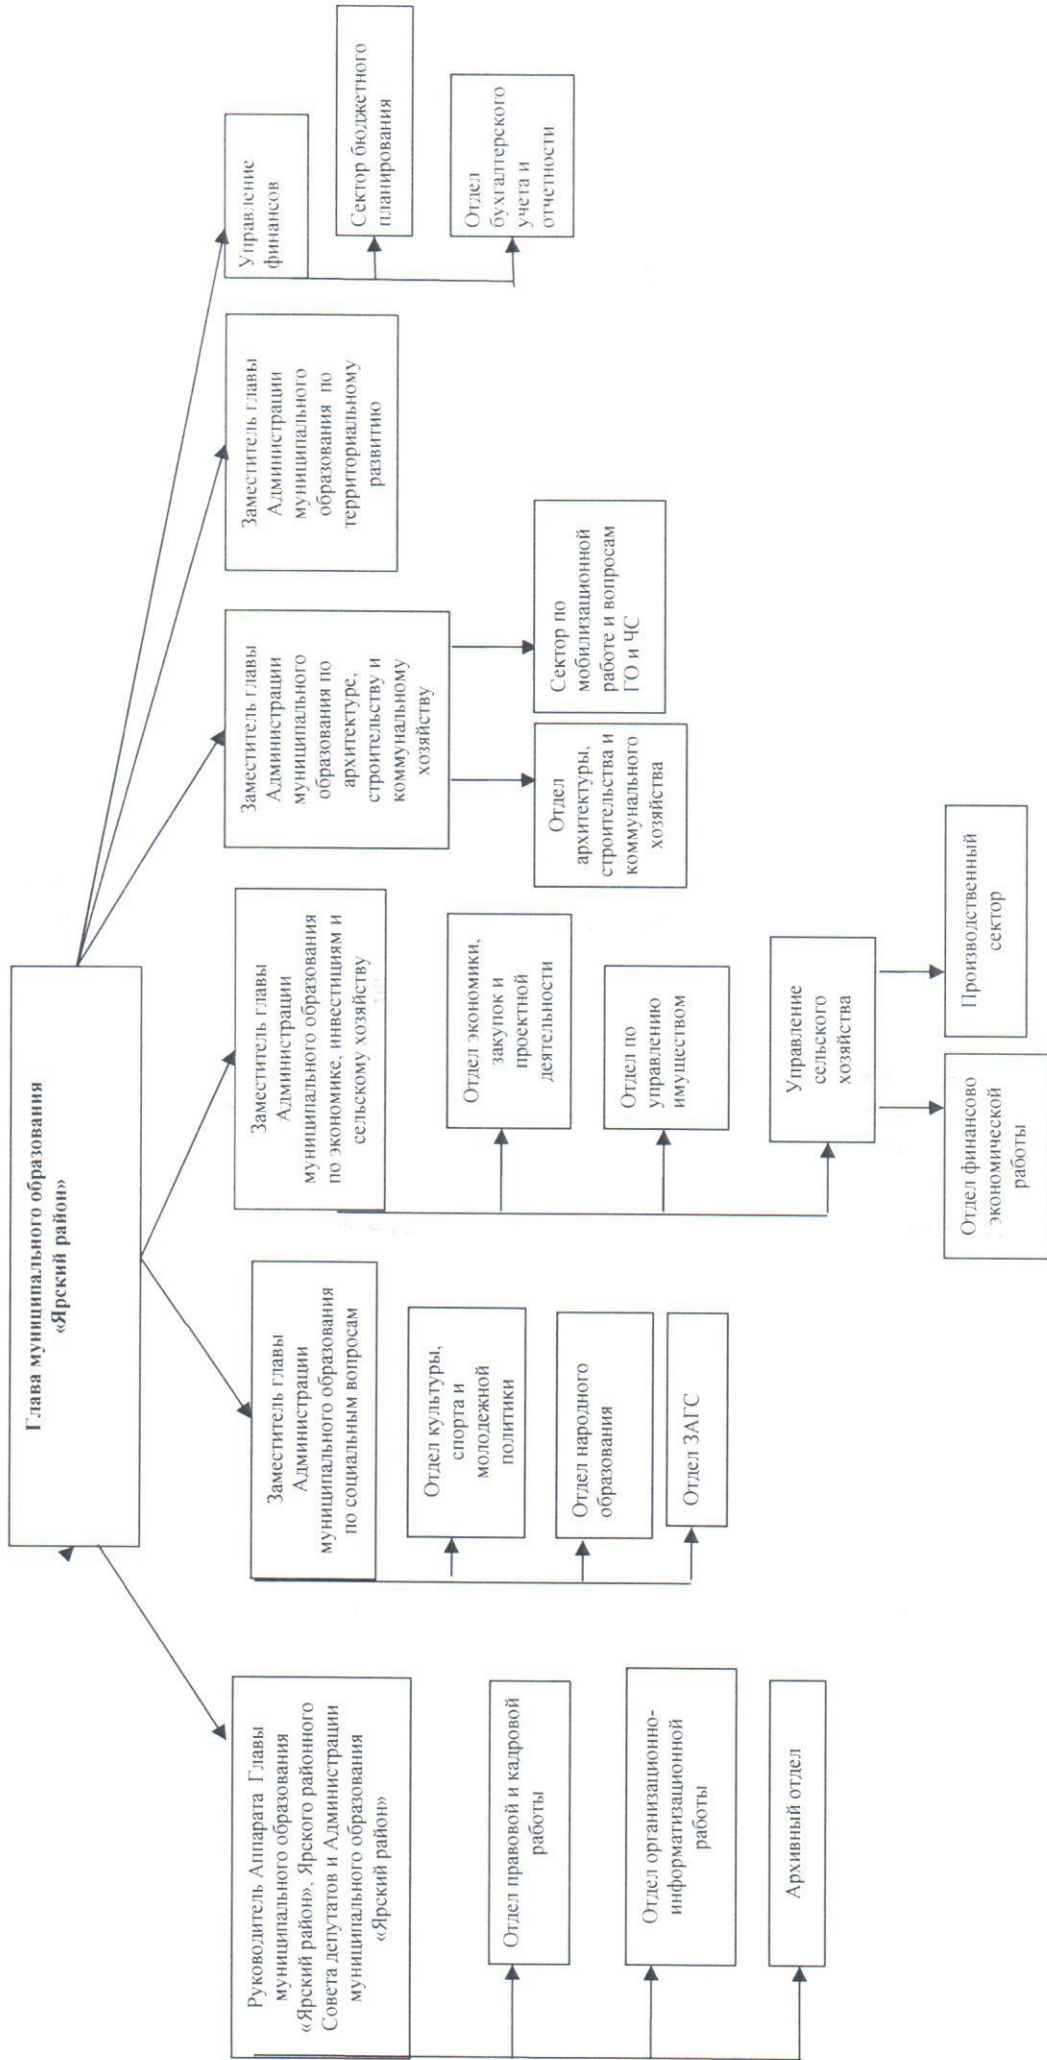 Глава муниципального образования
«Ярский район»
Руководитель Аппарата Главы
муниципального образования
«Ярский район», Ярского районного
Совета депутатов и Администрации
муниципального образования
«Ярский район»
Отдел правовой и кадровой
работы
Отдел организационно-
информатизационной
работы
Архивный отдел
Заместитель главы
Администрации
муниципального образования
по социальным вопросам
Отдел культуры,
спорта и
молодежной
политики
Отдел народного
образования
Отдел ЗАГС
Заместитель главы
Администрации
муниципального образования
по экономике, инвестициям и
сельскому хозяйству
Отдел экономики,
закупок и
проектной
деятельности
Отдел по
управлению
имуществом
Управление
сельского
хозяйства
Отдел финансово
экономической
работы
Производственный
сектор
Заместитель главы
Администрации
муниципального
образования по
архитектуре,
строительству и
коммунальному
хозяйству
Отдел
архитектуры,
строительства и
коммунального
хозяйства
Сектор по
мобилизационной
работе и вопросам
ГО и ЧС
Заместитель главы
Администрации
муниципального
образования по
территориальному
развитию
Управление
финансов
Сектор бюджетного
планирования
Отдел
бухгалтерского
учета и
отчетности